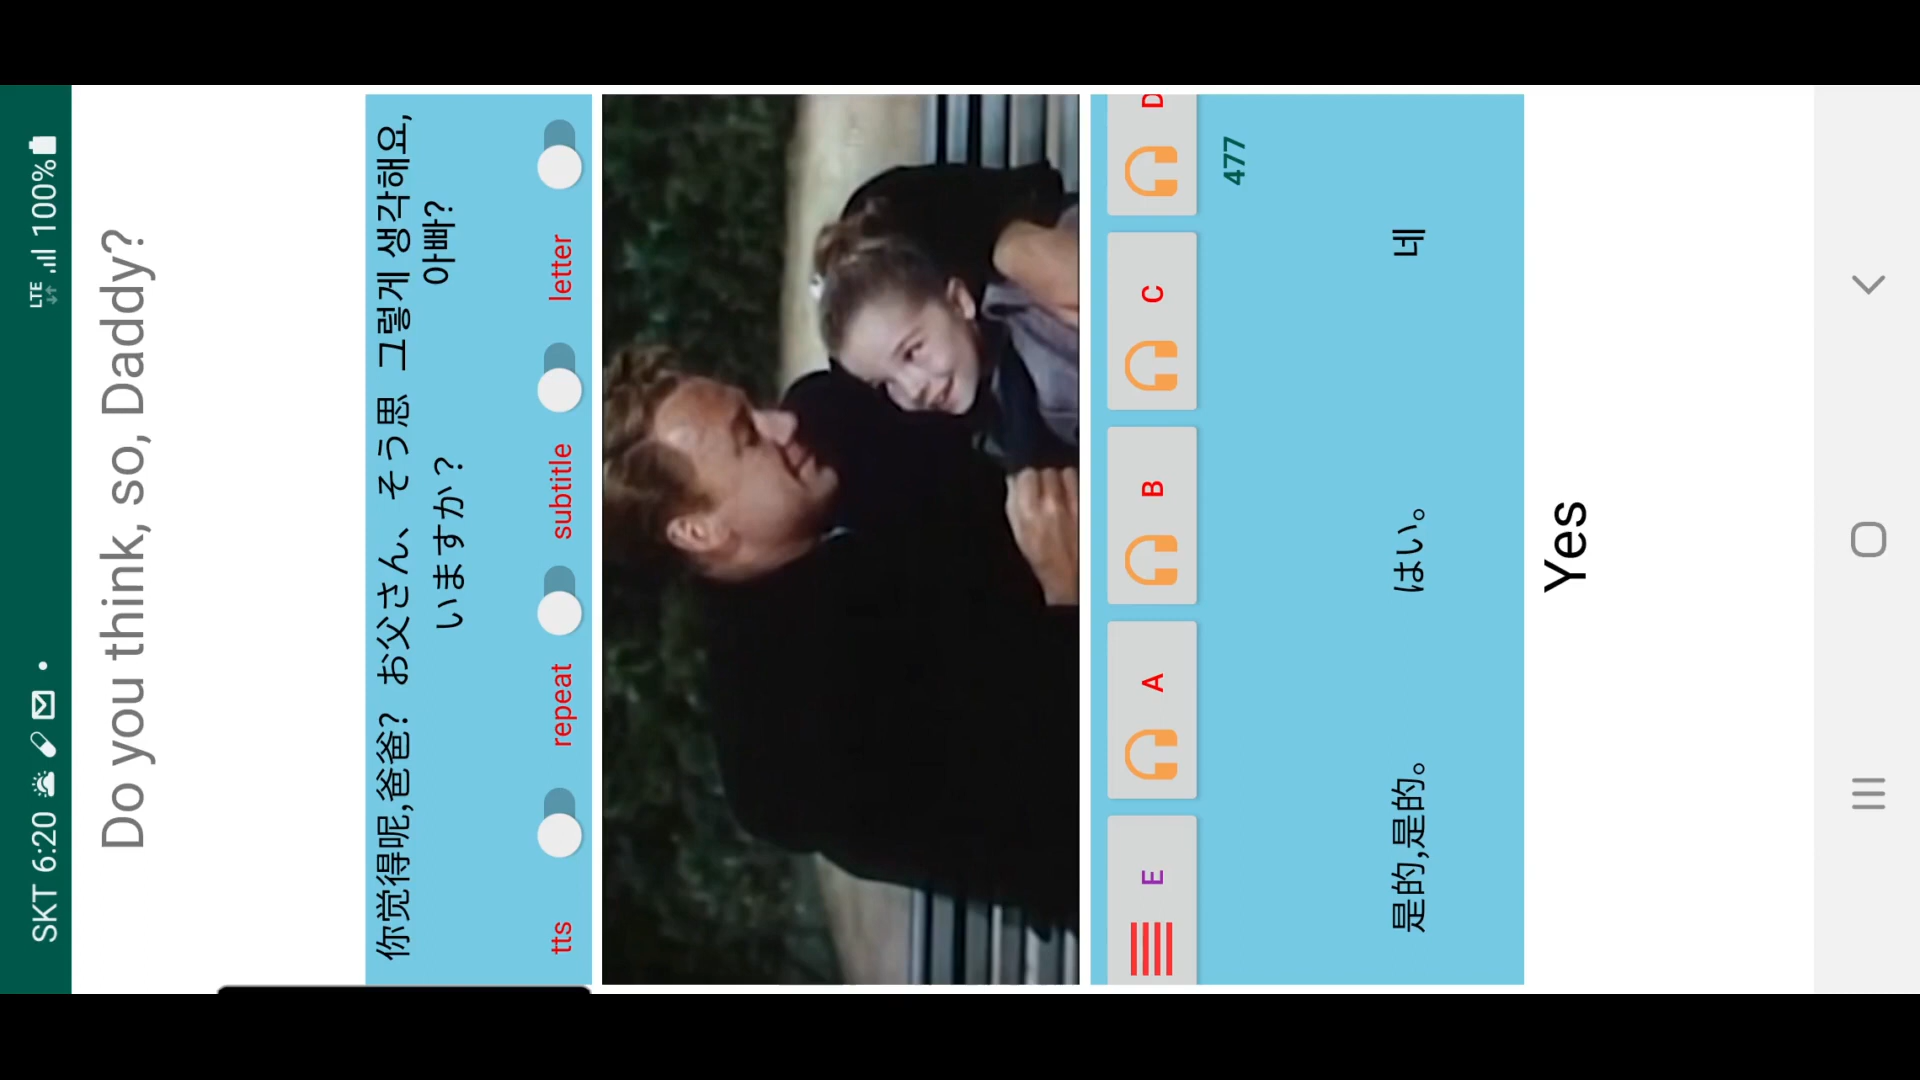 SKT 6:20
LTE 100%
Do you think, so, Daddy?
你觉得呢,爸爸?
お父さん、そう思
いますか？
그렇게 생각해요,
아빠?
tts
repeat
subtitle
letter
E
A
B
C
D
477
是的,是的。
はい。
네
Yes